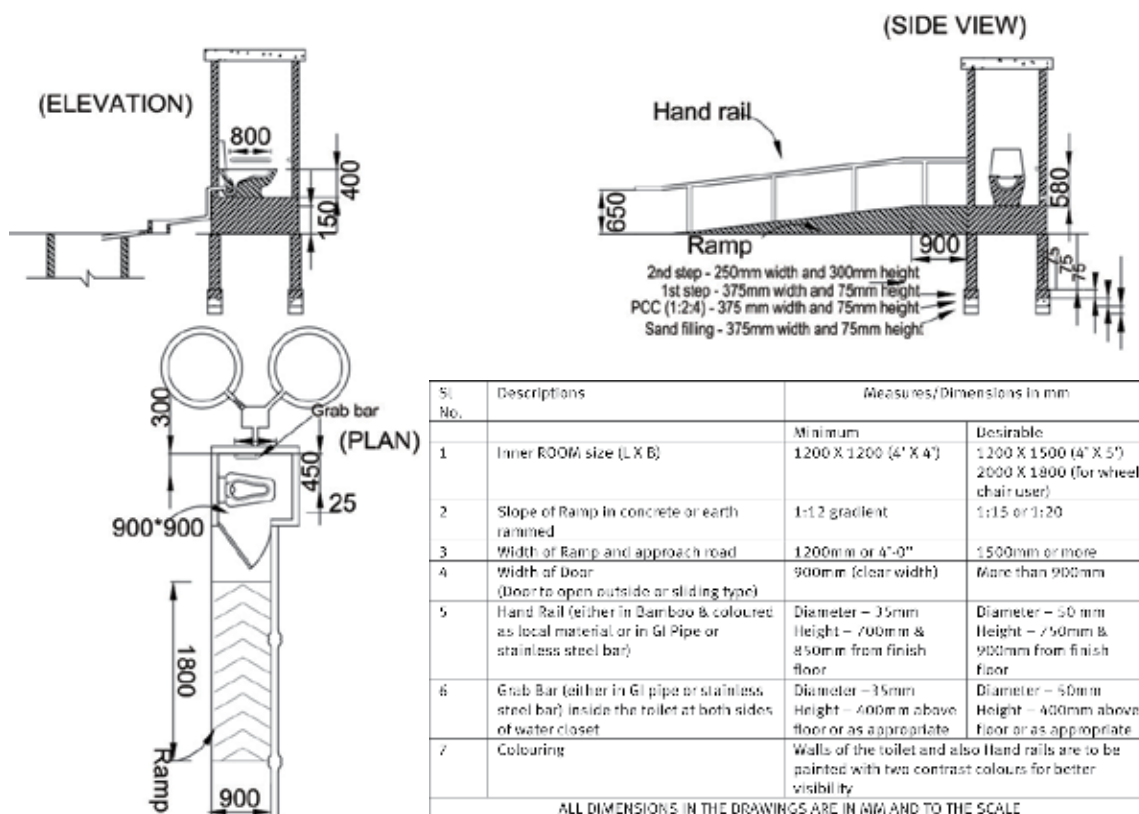 (SIDE VIEW)
(ELEVATION)
Hand rail
800
400
150
650
580
Ramp
900
75
75
2nd step - 250mm width and 300mm height
1st step - 375mm width and 75mm height
PCC (1:2:4) - 375 mm width and 75mm height
Sand filling - 375mm width and 75mm height
300
Grab bar
(PLAN)
450
25
900*900
1800
Ramp
900
Sl. No. Descriptions Measures/Dimensions in mm
Minimum Desirable
1 Inner ROOM size (L X B) 1200 X 1200 (4' X 4') 1200 X 1500 (4' X 5')
2000 X 1800 (for wheel
chair user)
2 Slope of Ramp in concrete or earth 1:12 gradient 1:15 or 1:20
rammed
3 Width of Ramp and approach road 1200mm or 4'-0" 1500mm or more
4 Width of Door 900mm (clear width) More than 900mm
(Door to open outside or sliding type)
5 Hand Rail (either in Bamboo & coloured Diameter – 35mm Diameter – 50 mm
as local material or in GI Pipe or Height – 700mm & Height – 750mm &
stainless steel bar) 850mm from finish 900mm from finish
floor floor
6 Grab Bar (either in GI pipe or stainless Diameter –35mm Diameter – 50mm
steel bar) inside the toilet at both sides Height – 400mm above Height – 400mm above
of water closet floor or as appropriate floor or as appropriate
7 Colouring Walls of the toilet and also Hand rails are to be
painted with two contrast colours for better
visibility
ALL DIMENSIONS IN THE DRAWINGS ARE IN MM AND TO THE SCALE